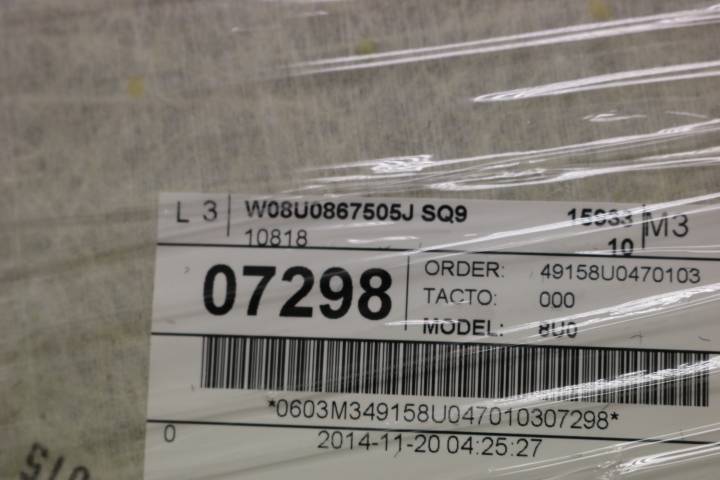 L 3 W08U0867505J SQ9 M3
10818 10
07298
ORDER: 49158U0470103
TACTO: 000
MODEL: 8U0
*0603M349158U047010307298*
0 2014-11-20 04:25:27